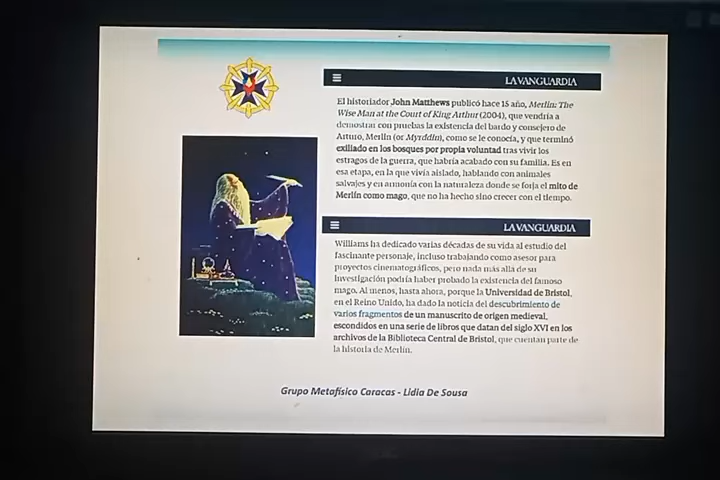 LA VANGUARDIA
El historiador John Matthews publicó hace 15 año, Merlin: The
Wise Man at the Court of King Arthur (2004), que vendría a
demostrar con pruebas la existencia del bardo y consejero de
Arturo, Merlin (or Myrddin), como se le conocía, y que terminó
exiliado en los bosques por propia voluntad tras vivir los
estragos de la guerra, que habría acabado con su familia. Es en
esa etapa, en la que vivía aislado, hablando con animales
salvajes y en armonía con la naturaleza donde se forja el mito de
Merlín como mago, que no ha hecho sino crecer con el tiempo.
LA VANGUARDIA
Williams ha dedicado varias décadas de su vida al estudio del
fascinante personaje, incluso trabajando como asesor para
proyectos cinematográficos, pero nada más allá de su
investigación podría haber probado la existencia del famoso
mago. Al menos, hasta ahora, porque la Universidad de Bristol,
en el Reino Unido, ha dado la noticia del descubrimiento de
varios fragmentos de un manuscrito de origen medieval,
escondidos en una serie de libros que datan del siglo XVI en los
archivos de la Biblioteca Central de Bristol, que cuentan parte de
la historia de Merlín.
Grupo Metafísico Caracas - Lidia De Sousa